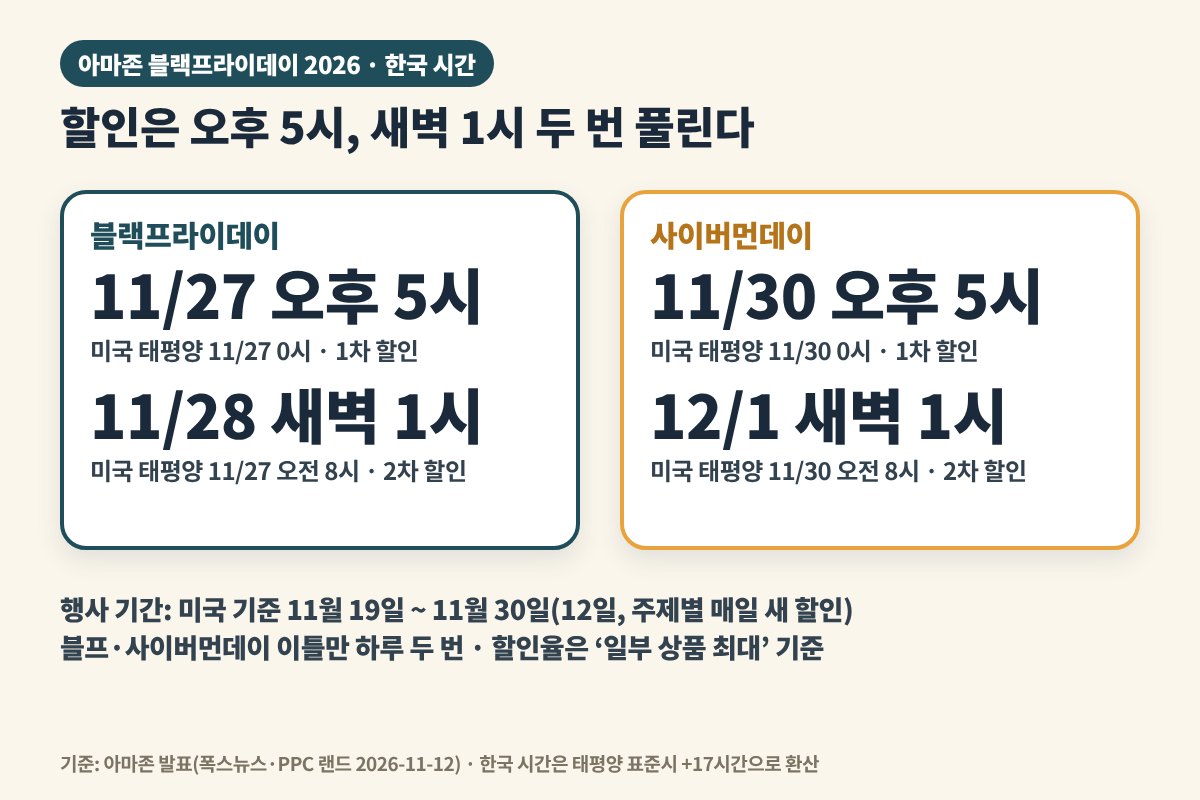 아마존 블랙프라이데이 2026 · 한국 시간
할인은 오후 5시, 새벽 1시 두 번 풀린다
블랙프라이데이
11/27 오후 5시
미국 태평양 11/27 0시 · 1차 할인
11/28 새벽 1시
미국 태평양 11/27 오전 8시 · 2차 할인
사이버먼데이
11/30 오후 5시
미국 태평양 11/30 0시 · 1차 할인
12/1 새벽 1시
미국 태평양 11/30 오전 8시 · 2차 할인
행사 기간: 미국 기준 11월 19일 ~ 11월 30일(12일, 주제별 매일 새 할인)
블프·사이버먼데이 이틀만 하루 두 번 · 할인율은 ‘일부 상품 최대’ 기준
기준: 아마존 발표(폭스뉴스·PPC 랜드 2026-11-12) · 한국 시간은 태평양 표준시 +17시간으로 환산